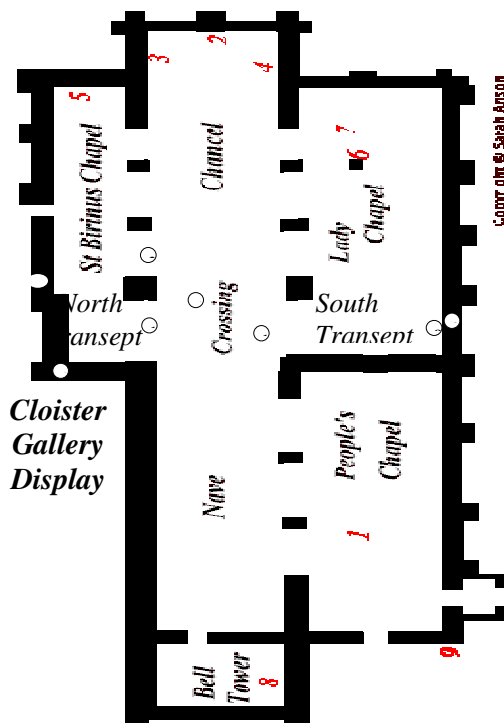 2
3
4
5
Chancel
St Birinus Chapel
7
6
Lady
Chapel
North
Transept
Crossing
South
Transept
Cloister
Gallery
Display
Nave
People's
Chapel
1
Bell
Tower
8
9
Sarah Anson